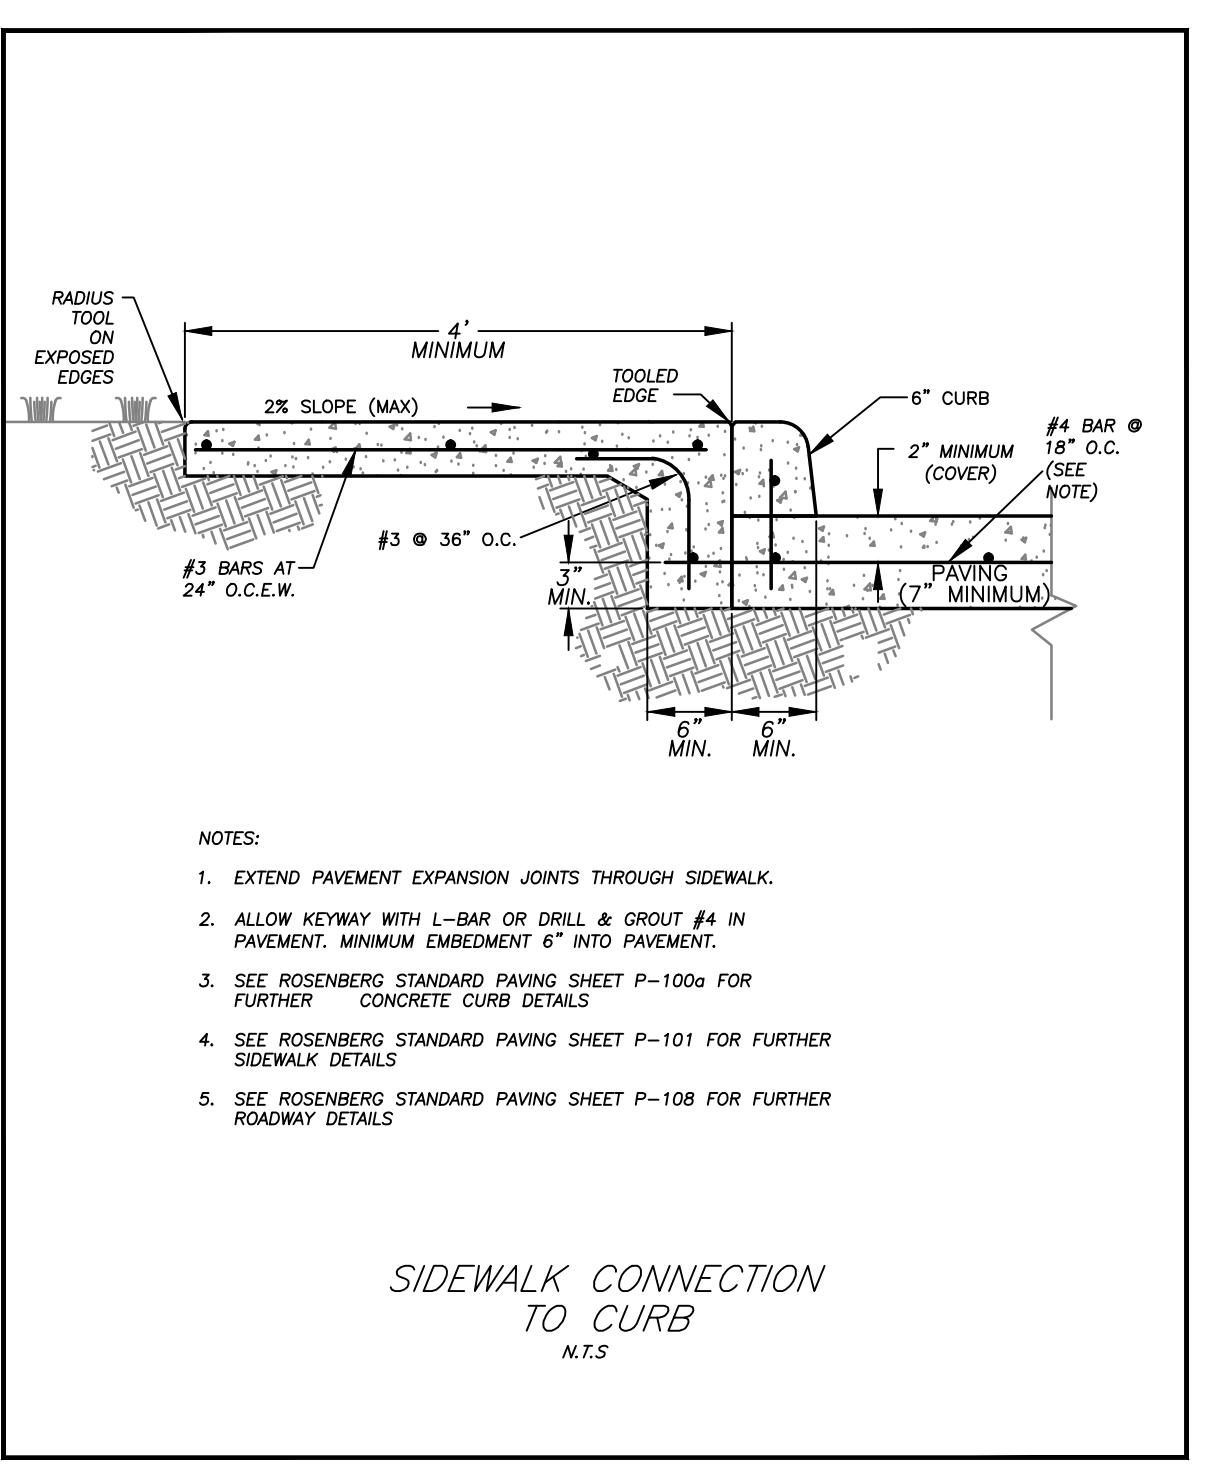 RADIUS
TOOL
ON
EXPOSED
EDGES
4'
MINIMUM
TOOLED
EDGE
2% SLOPE (MAX)
6" CURB
#4 BAR @
18" O.C.
(SEE
NOTE)
2" MINIMUM
(COVER)
#3 @ 36" O.C.
#3 BARS AT
24" O.C.E.W.
3"
MIN.
PAVING
(7" MINIMUM)
6"
MIN.
6"
MIN.
NOTES:
1. EXTEND PAVEMENT EXPANSION JOINTS THROUGH SIDEWALK.
2. ALLOW KEYWAY WITH L-BAR OR DRILL & GROUT #4 IN
PAVEMENT. MINIMUM EMBEDMENT 6" INTO PAVEMENT.
3. SEE ROSENBERG STANDARD PAVING SHEET P-100a FOR
FURTHER CONCRETE CURB DETAILS
4. SEE ROSENBERG STANDARD PAVING SHEET P-101 FOR FURTHER
SIDEWALK DETAILS
5. SEE ROSENBERG STANDARD PAVING SHEET P-108 FOR FURTHER
ROADWAY DETAILS
SIDEWALK CONNECTION
TO CURB
N.T.S